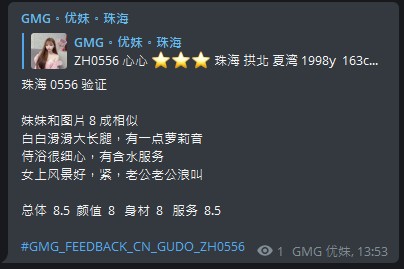 GMG。优妹。珠海
GMG。优妹。珠海
ZH0556 心心 ⭐⭐⭐ 珠海 拱北 夏湾 1998y 163c...
珠海 0556 验证
妹妹和图片 8 成相似
白白滑滑大长腿，有一点萝莉音
侍浴很细心，有含水服务
女上风景好，紧，老公老公浪叫
总体 8.5 颜值 8 身材 8 服务 8.5
#GMG_FEEDBACK_CN_GUDO_ZH0556
1 GMG 优妹, 13:53